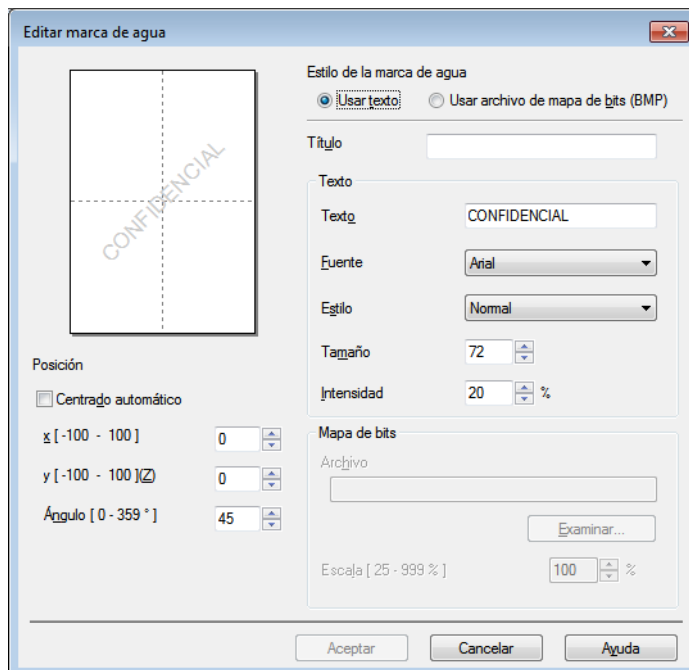 Editar marca de agua
CONFIDENCIAL
Estilo de la marca de agua
Usar texto
Usar archivo de mapa de bits (BMP)
Título
Texto
Texto CONFIDENCIAL
Fuente Arial
Estilo Normal
Tamaño 72
Intensidad 20 %
Posición
Centrado automático
x [ -100 - 100 ] 0
y [ -100 - 100 ](Z) 0
Ángulo [ 0 - 359 ° ] 45
Mapa de bits
Archivo
Examinar...
Escala [ 25 - 999 % ] 100 %
Aceptar Cancelar Ayuda